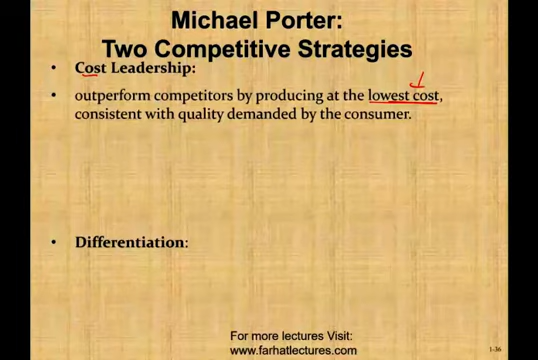 Michael Porter:
Two Competitive Strategies
• Cost Leadership:
• outperform competitors by producing at the lowest cost,
consistent with quality demanded by the consumer.
• Differentiation:
For more lectures Visit:
www.farhatlectures.com
1-36